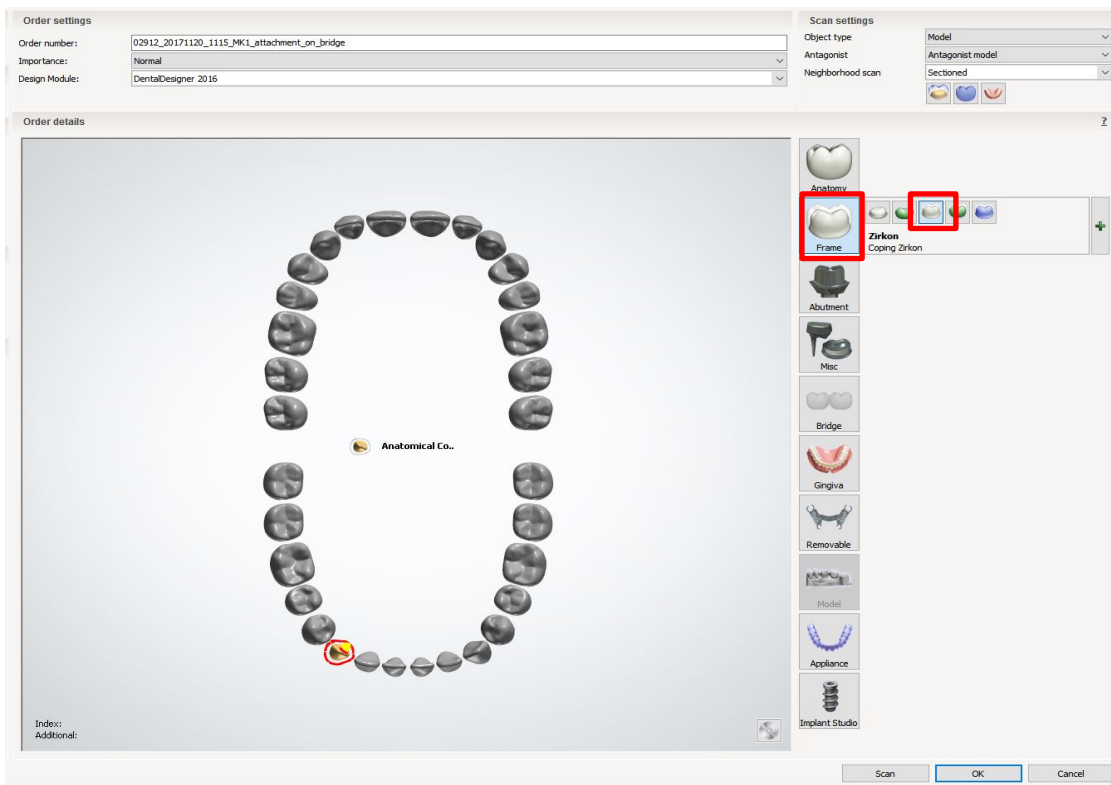 Order settings
Order number: 02912_20171120_1115_MK1_attachment_on_bridge
Importance: Normal
Design Module: DentalDesigner 2016
Scan settings
Object type Model
Antagonist Antagonist model
Neighborhood scan Sectioned
Order details ?
Anatomy
Frame
Zirkon
Coping Zirkon
Abutment
Misc
Bridge
Gingiva
Removable
Model
Appliance
Implant Studio
Anatomical Co..
Index:
Additional:
Scan OK Cancel